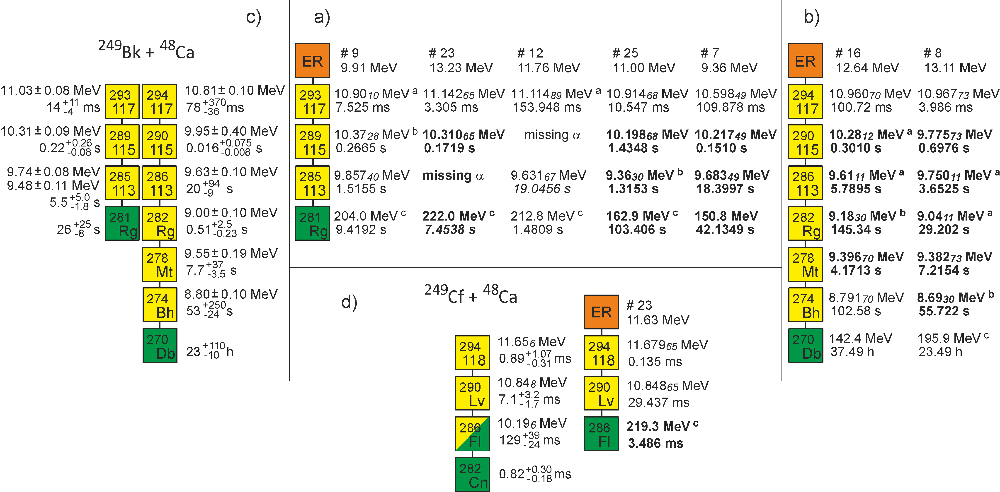 c)
²⁴⁹Bk + ⁴⁸Ca
11.03 ± 0.08 MeV
14 +11 -4 ms
293
117
294
117
10.81 ± 0.10 MeV
78 +370 -36 ms
10.31 ± 0.09 MeV
0.22 +0.26 -0.08 s
289
115
290
115
9.95 ± 0.40 MeV
0.016 +0.075 -0.008 s
9.74 ± 0.08 MeV
9.48 ± 0.11 MeV
5.5 +5.0 -1.8 s
285
113
286
113
9.63 ± 0.10 MeV
20 +94 -9 s
26 +25 -8 s
281
Rg
282
Rg
9.00 ± 0.10 MeV
0.51 +2.5 -0.23 s
278
Mt
9.55 ± 0.19 MeV
7.7 +37 -3.5 s
274
Bh
8.80 ± 0.10 MeV
53 +250 -24 s
270
Db
23 +110 -10 h
a)
ER
# 9
9.91 MeV
# 23
13.23 MeV
# 12
11.76 MeV
# 25
11.00 MeV
# 7
9.36 MeV
293
117
10.90₁₀ MeV ᵃ
7.525 ms
11.142₆₅ MeV
3.305 ms
11.114₈₉ MeV ᵃ
153.948 ms
10.914₆₈ MeV
10.547 ms
10.598₄₉ MeV
109.878 ms
289
115
10.37₂₈ MeV ᵇ
0.2665 s
10.310₆₅ MeV
0.1719 s
missing α
10.198₆₈ MeV
1.4348 s
10.217₄₉ MeV
0.1510 s
285
113
9.857₄₀ MeV
1.5155 s
missing α
9.631₆₇ MeV
19.0456 s
9.36₃₀ MeV ᵇ
1.3153 s
9.683₄₉ MeV
18.3997 s
281
Rg
204.0 MeV ᶜ
9.4192 s
222.0 MeV ᶜ
7.4538 s
212.8 MeV ᶜ
1.4809 s
162.9 MeV ᶜ
103.406 s
150.8 MeV
42.1349 s
b)
ER
# 16
12.64 MeV
# 8
13.11 MeV
294
117
10.960₇₀ MeV
100.72 ms
10.967₇₃ MeV
3.986 ms
290
115
10.28₁₂ MeV ᵃ
0.3010 s
9.775₇₃ MeV
0.6976 s
286
113
9.61₁₁ MeV ᵃ
5.7895 s
9.750₁₁ MeV ᵃ
3.6525 s
282
Rg
9.18₃₀ MeV ᵇ
145.34 s
9.04₁₁ MeV ᵃ
29.202 s
278
Mt
9.396₇₀ MeV
4.1713 s
9.382₇₃ MeV
7.2154 s
274
Bh
8.791₇₀ MeV
102.58 s
8.69₃₀ MeV ᵇ
55.722 s
270
Db
142.4 MeV
37.49 h
195.9 MeV ᶜ
23.49 h
d)
²⁴⁹Cf + ⁴⁸Ca
294
118
11.65₆ MeV
0.89 +1.07 -0.31 ms
290
Lv
10.84₈ MeV
7.1 +3.2 -1.7 ms
286
Fl
10.19₆ MeV
129 +39 -24 ms
282
Cn
0.82 +0.30 -0.18 ms
ER
# 23
11.63 MeV
294
118
11.679₆₅ MeV
0.135 ms
290
Lv
10.848₆₅ MeV
29.437 ms
286
Fl
219.3 MeV ᶜ
3.486 ms